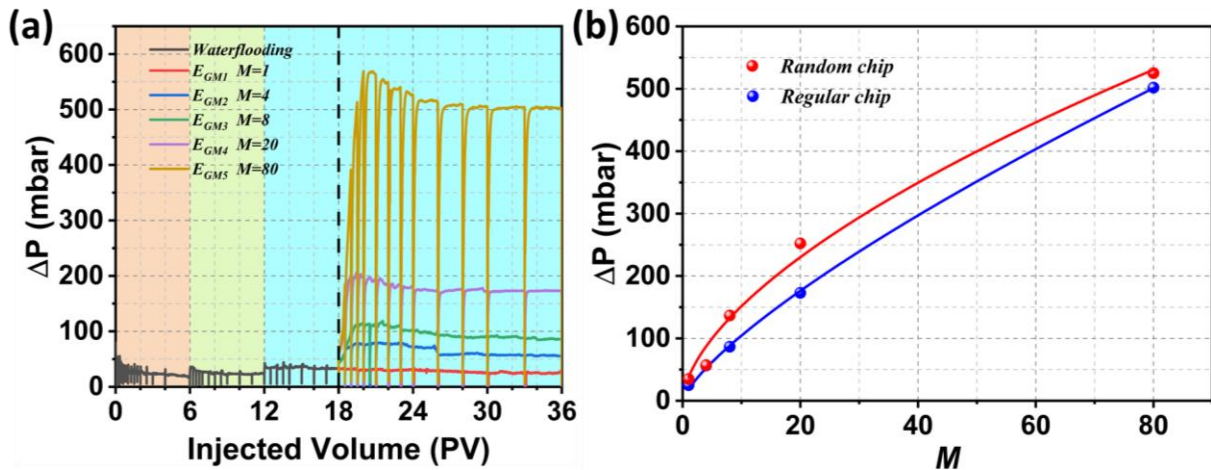 (a)
600
500
400
300
200
100
0
ΔP (mbar)
Waterflooding
E_GM1 M=1
E_GM2 M=4
E_GM3 M=8
E_GM4 M=20
E_GM5 M=80
0 6 12 18 24 30 36
Injected Volume (PV)
(b)
600
500
400
300
200
100
0
ΔP (mbar)
Random chip
Regular chip
0 20 40 60 80
M